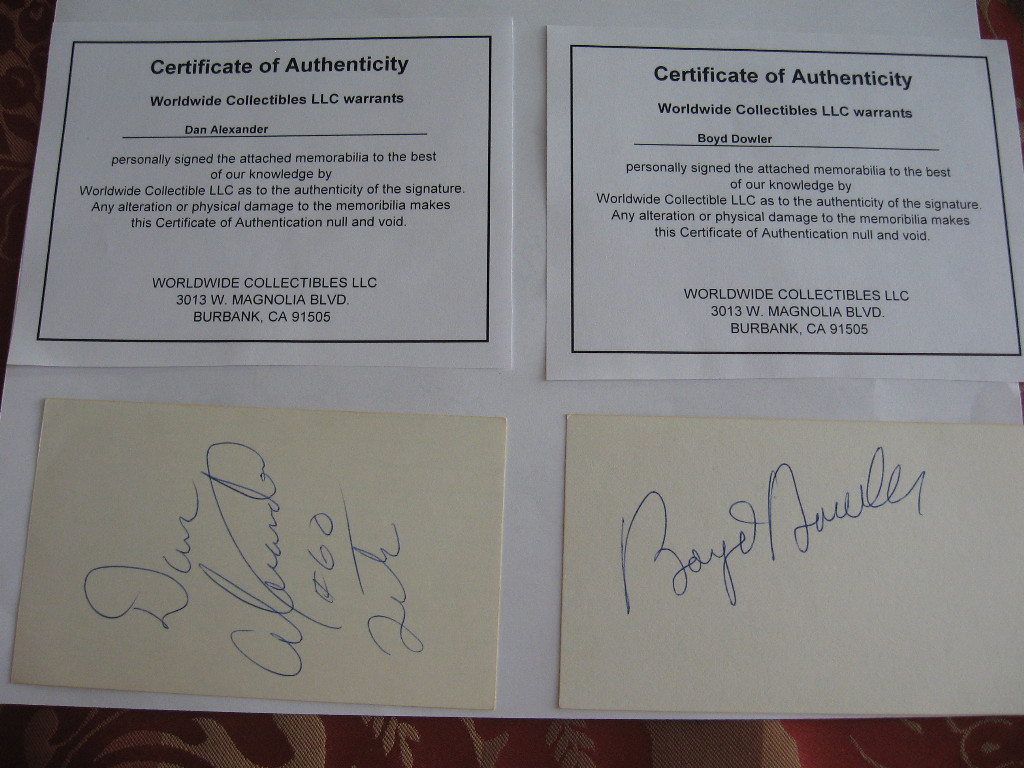 Certificate of Authenticity
Worldwide Collectibles LLC warrants
Dan Alexander
personally signed the attached memorabilia to the best
of our knowledge by
Worldwide Collectible LLC as to the authenticity of the signature.
Any alteration or physical damage to the memoribilia makes
this Certificate of Authentication null and void.
WORLDWIDE COLLECTIBLES LLC
3013 W. MAGNOLIA BLVD.
BURBANK, CA 91505
Certificate of Authenticity
Worldwide Collectibles LLC warrants
Boyd Dowler
personally signed the attached memorabilia to the best
of our knowledge by
Worldwide Collectible LLC as to the authenticity of the signature.
Any alteration or physical damage to the memoribilia makes
this Certificate of Authentication null and void.
WORLDWIDE COLLECTIBLES LLC
3013 W. MAGNOLIA BLVD.
BURBANK, CA 91505
Dan
Alexander
#60
Jets
Boyd Dowler